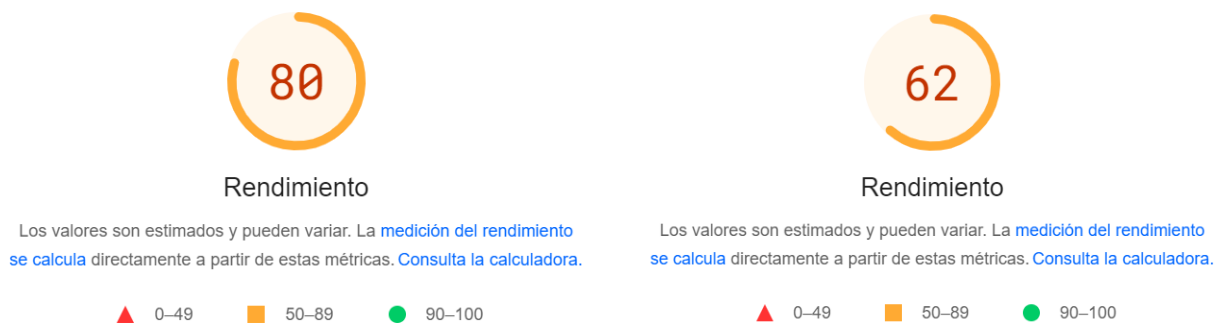 80
Rendimiento
Los valores son estimados y pueden variar. La medición del rendimiento
se calcula directamente a partir de estas métricas. Consulta la calculadora.
0–49 50–89 90–100
62
Rendimiento
Los valores son estimados y pueden variar. La medición del rendimiento
se calcula directamente a partir de estas métricas. Consulta la calculadora.
0–49 50–89 90–100